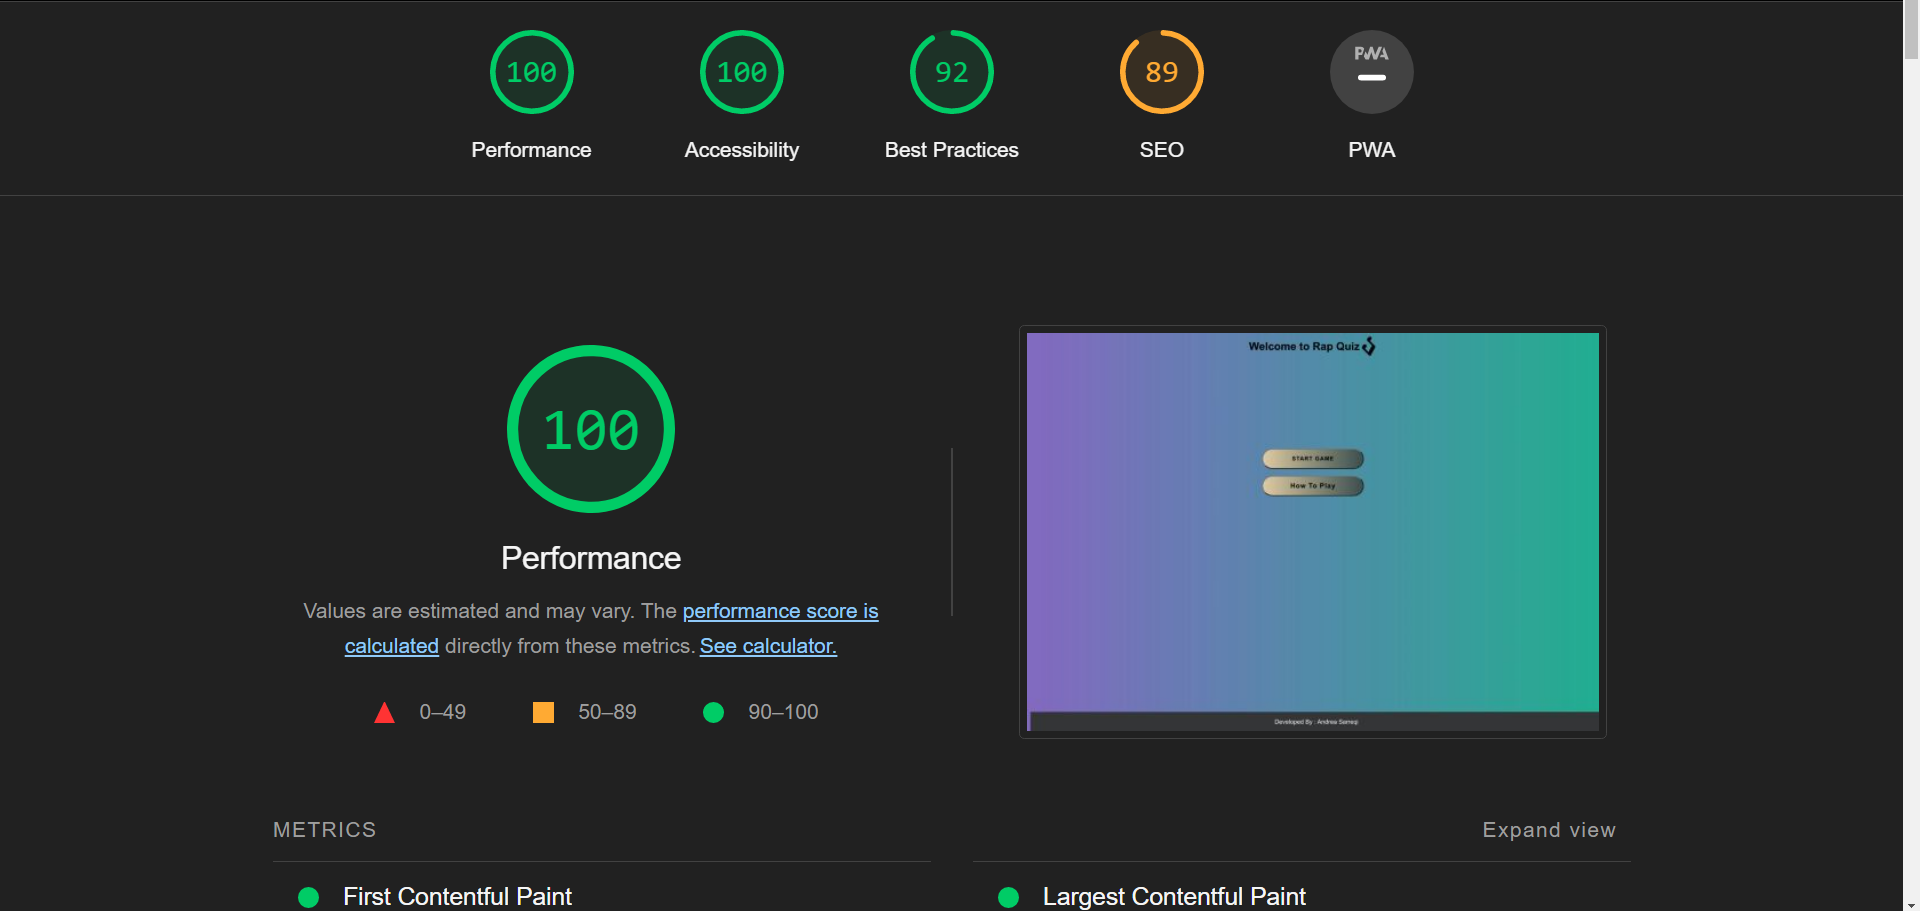 100 100 92 89 PWA
Performance Accessibility Best Practices SEO PWA
Welcome to Rap Quiz
START GAME
How To Play
Developed By : Andrea Sameqi
100
Performance
Values are estimated and may vary. The performance score is
calculated directly from these metrics. See calculator.
0–49 50–89 90–100
METRICS Expand view
First Contentful Paint Largest Contentful Paint